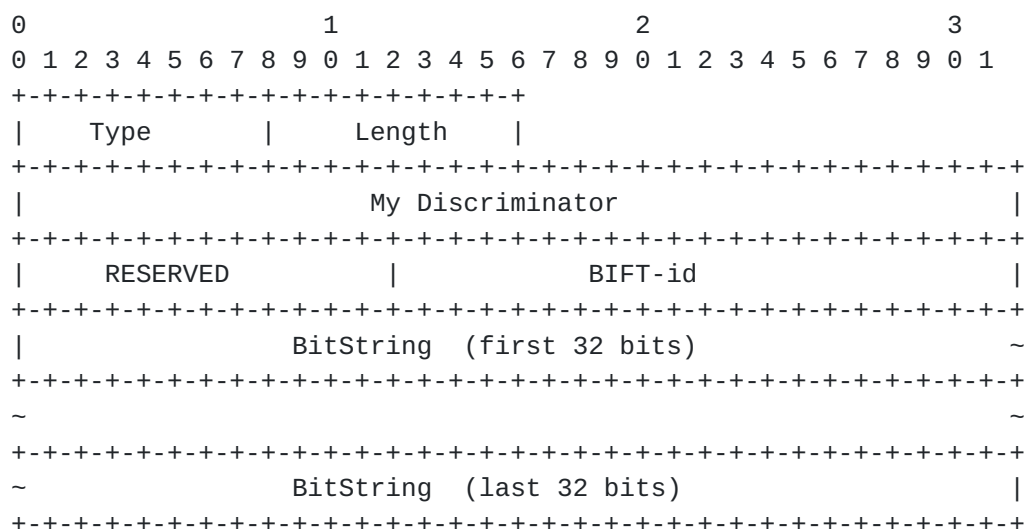 0                   1                   2                   3
0 1 2 3 4 5 6 7 8 9 0 1 2 3 4 5 6 7 8 9 0 1 2 3 4 5 6 7 8 9 0 1
+-+-+-+-+-+-+-+-+-+-+-+-+-+-+-+-+
|    Type       |     Length    |
+-+-+-+-+-+-+-+-+-+-+-+-+-+-+-+-+-+-+-+-+-+-+-+-+-+-+-+-+-+-+-+-+
|                      My Discriminator                         |
+-+-+-+-+-+-+-+-+-+-+-+-+-+-+-+-+-+-+-+-+-+-+-+-+-+-+-+-+-+-+-+-+
|     RESERVED          |            BIFT-id                    |
+-+-+-+-+-+-+-+-+-+-+-+-+-+-+-+-+-+-+-+-+-+-+-+-+-+-+-+-+-+-+-+-+
|                 BitString  (first 32 bits)                    ~
+-+-+-+-+-+-+-+-+-+-+-+-+-+-+-+-+-+-+-+-+-+-+-+-+-+-+-+-+-+-+-+-+
~                                                               ~
+-+-+-+-+-+-+-+-+-+-+-+-+-+-+-+-+-+-+-+-+-+-+-+-+-+-+-+-+-+-+-+-+
~                 BitString  (last 32 bits)                     |
+-+-+-+-+-+-+-+-+-+-+-+-+-+-+-+-+-+-+-+-+-+-+-+-+-+-+-+-+-+-+-+-+